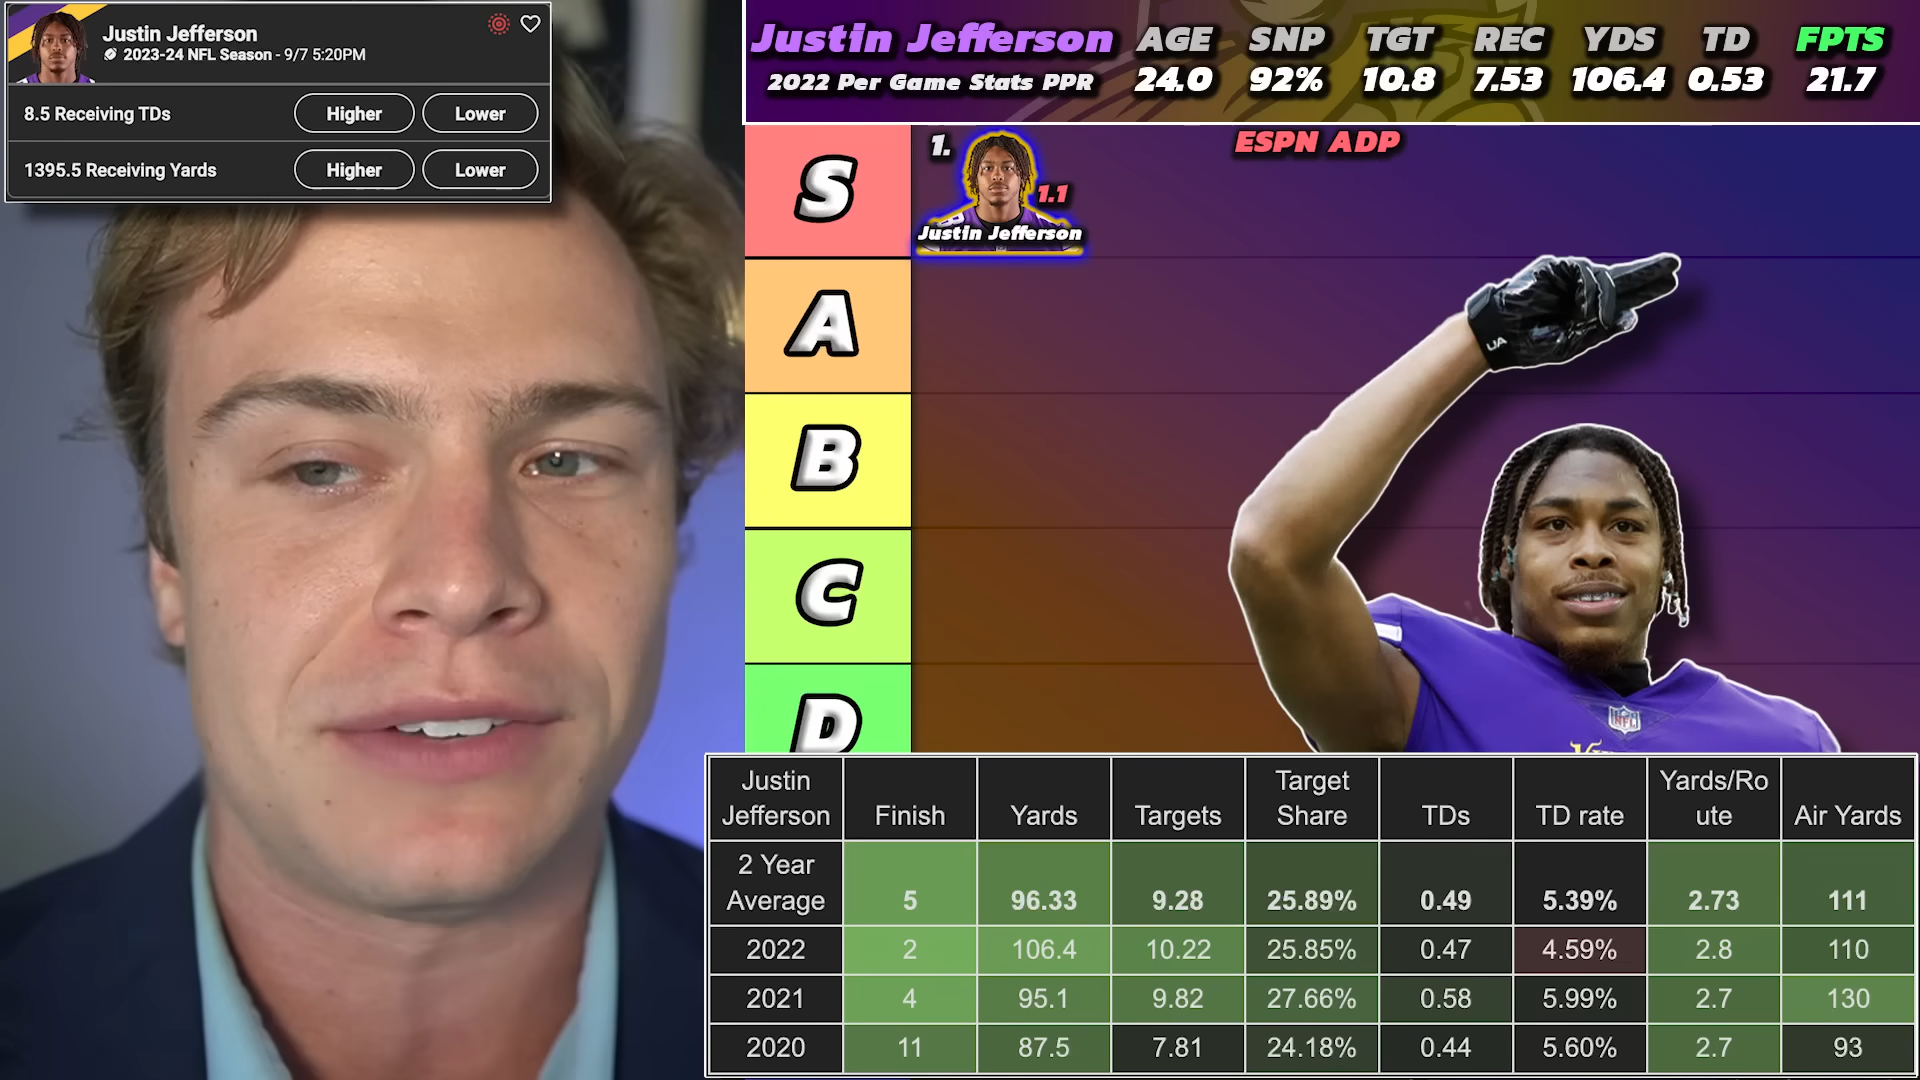 Justin Jefferson
2023-24 NFL Season - 9/7 5:20PM
8.5 Receiving TDs Higher Lower
1395.5 Receiving Yards Higher Lower
Justin Jefferson AGE SNP TGT REC YDS TD FPTS
2022 Per Game Stats PPR 24.0 92% 10.8 7.53 106.4 0.53 21.7
ESPN ADP
S 1. 1.1
Justin Jefferson
A
B
C
D
UA
NFL
Justin Jefferson Finish Yards Targets Target Share TDs TD rate Yards/Route Air Yards
2 Year Average 5 96.33 9.28 25.89% 0.49 5.39% 2.73 111
2022 2 106.4 10.22 25.85% 0.47 4.59% 2.8 110
2021 4 95.1 9.82 27.66% 0.58 5.99% 2.7 130
2020 11 87.5 7.81 24.18% 0.44 5.60% 2.7 93